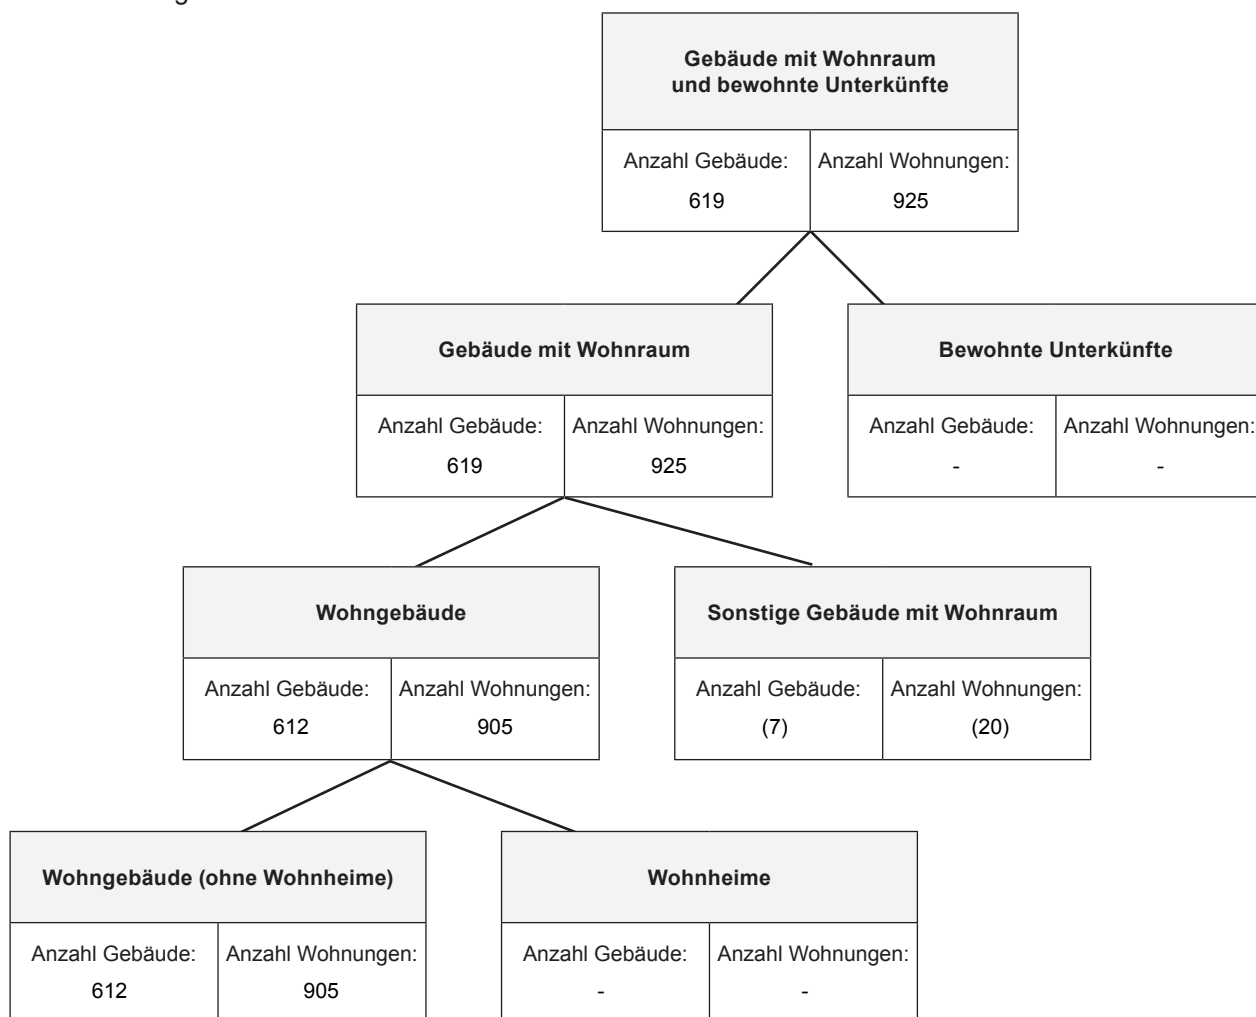 Gebäude mit Wohnraum
und bewohnte Unterkünfte
Anzahl Gebäude: Anzahl Wohnungen:
619 925
Gebäude mit Wohnraum
Anzahl Gebäude: Anzahl Wohnungen:
619 925
Bewohnte Unterkünfte
Anzahl Gebäude: Anzahl Wohnungen:
- -
Wohngebäude
Anzahl Gebäude: Anzahl Wohnungen:
612 905
Sonstige Gebäude mit Wohnraum
Anzahl Gebäude: Anzahl Wohnungen:
(7) (20)
Wohngebäude (ohne Wohnheime)
Anzahl Gebäude: Anzahl Wohnungen:
612 905
Wohnheime
Anzahl Gebäude: Anzahl Wohnungen:
- -